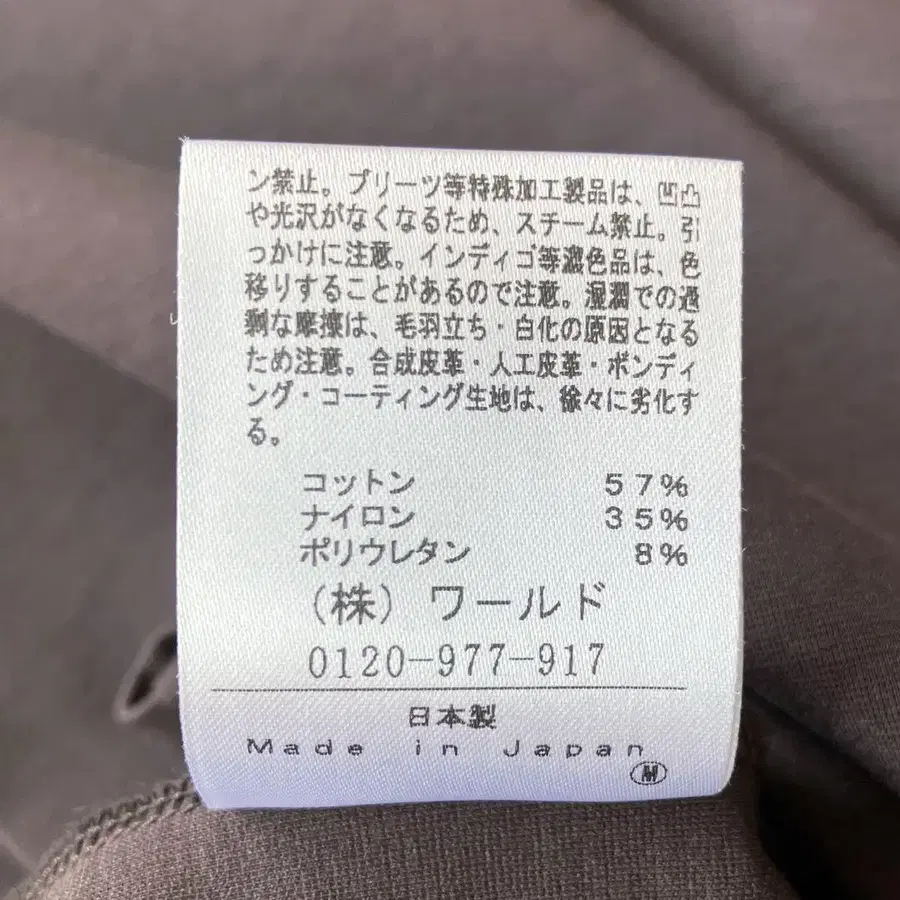 ン禁止。プリーツ等特殊加工製品は、凹凸
や光沢がなくなるため、スチーム禁止。引
っかけに注意。インディゴ等濃色品は、色
移りすることがあるので注意。湿潤での過
剰な摩擦は、毛羽立ち・白化の原因となる
ため注意。合成皮革・人工皮革・ボンディ
ング・コーティング生地は、徐々に劣化す
る。
コットン 57%
ナイロン 35%
ポリウレタン 8%
(株) ワールド
0120-977-917
日本製
Made in Japan
M